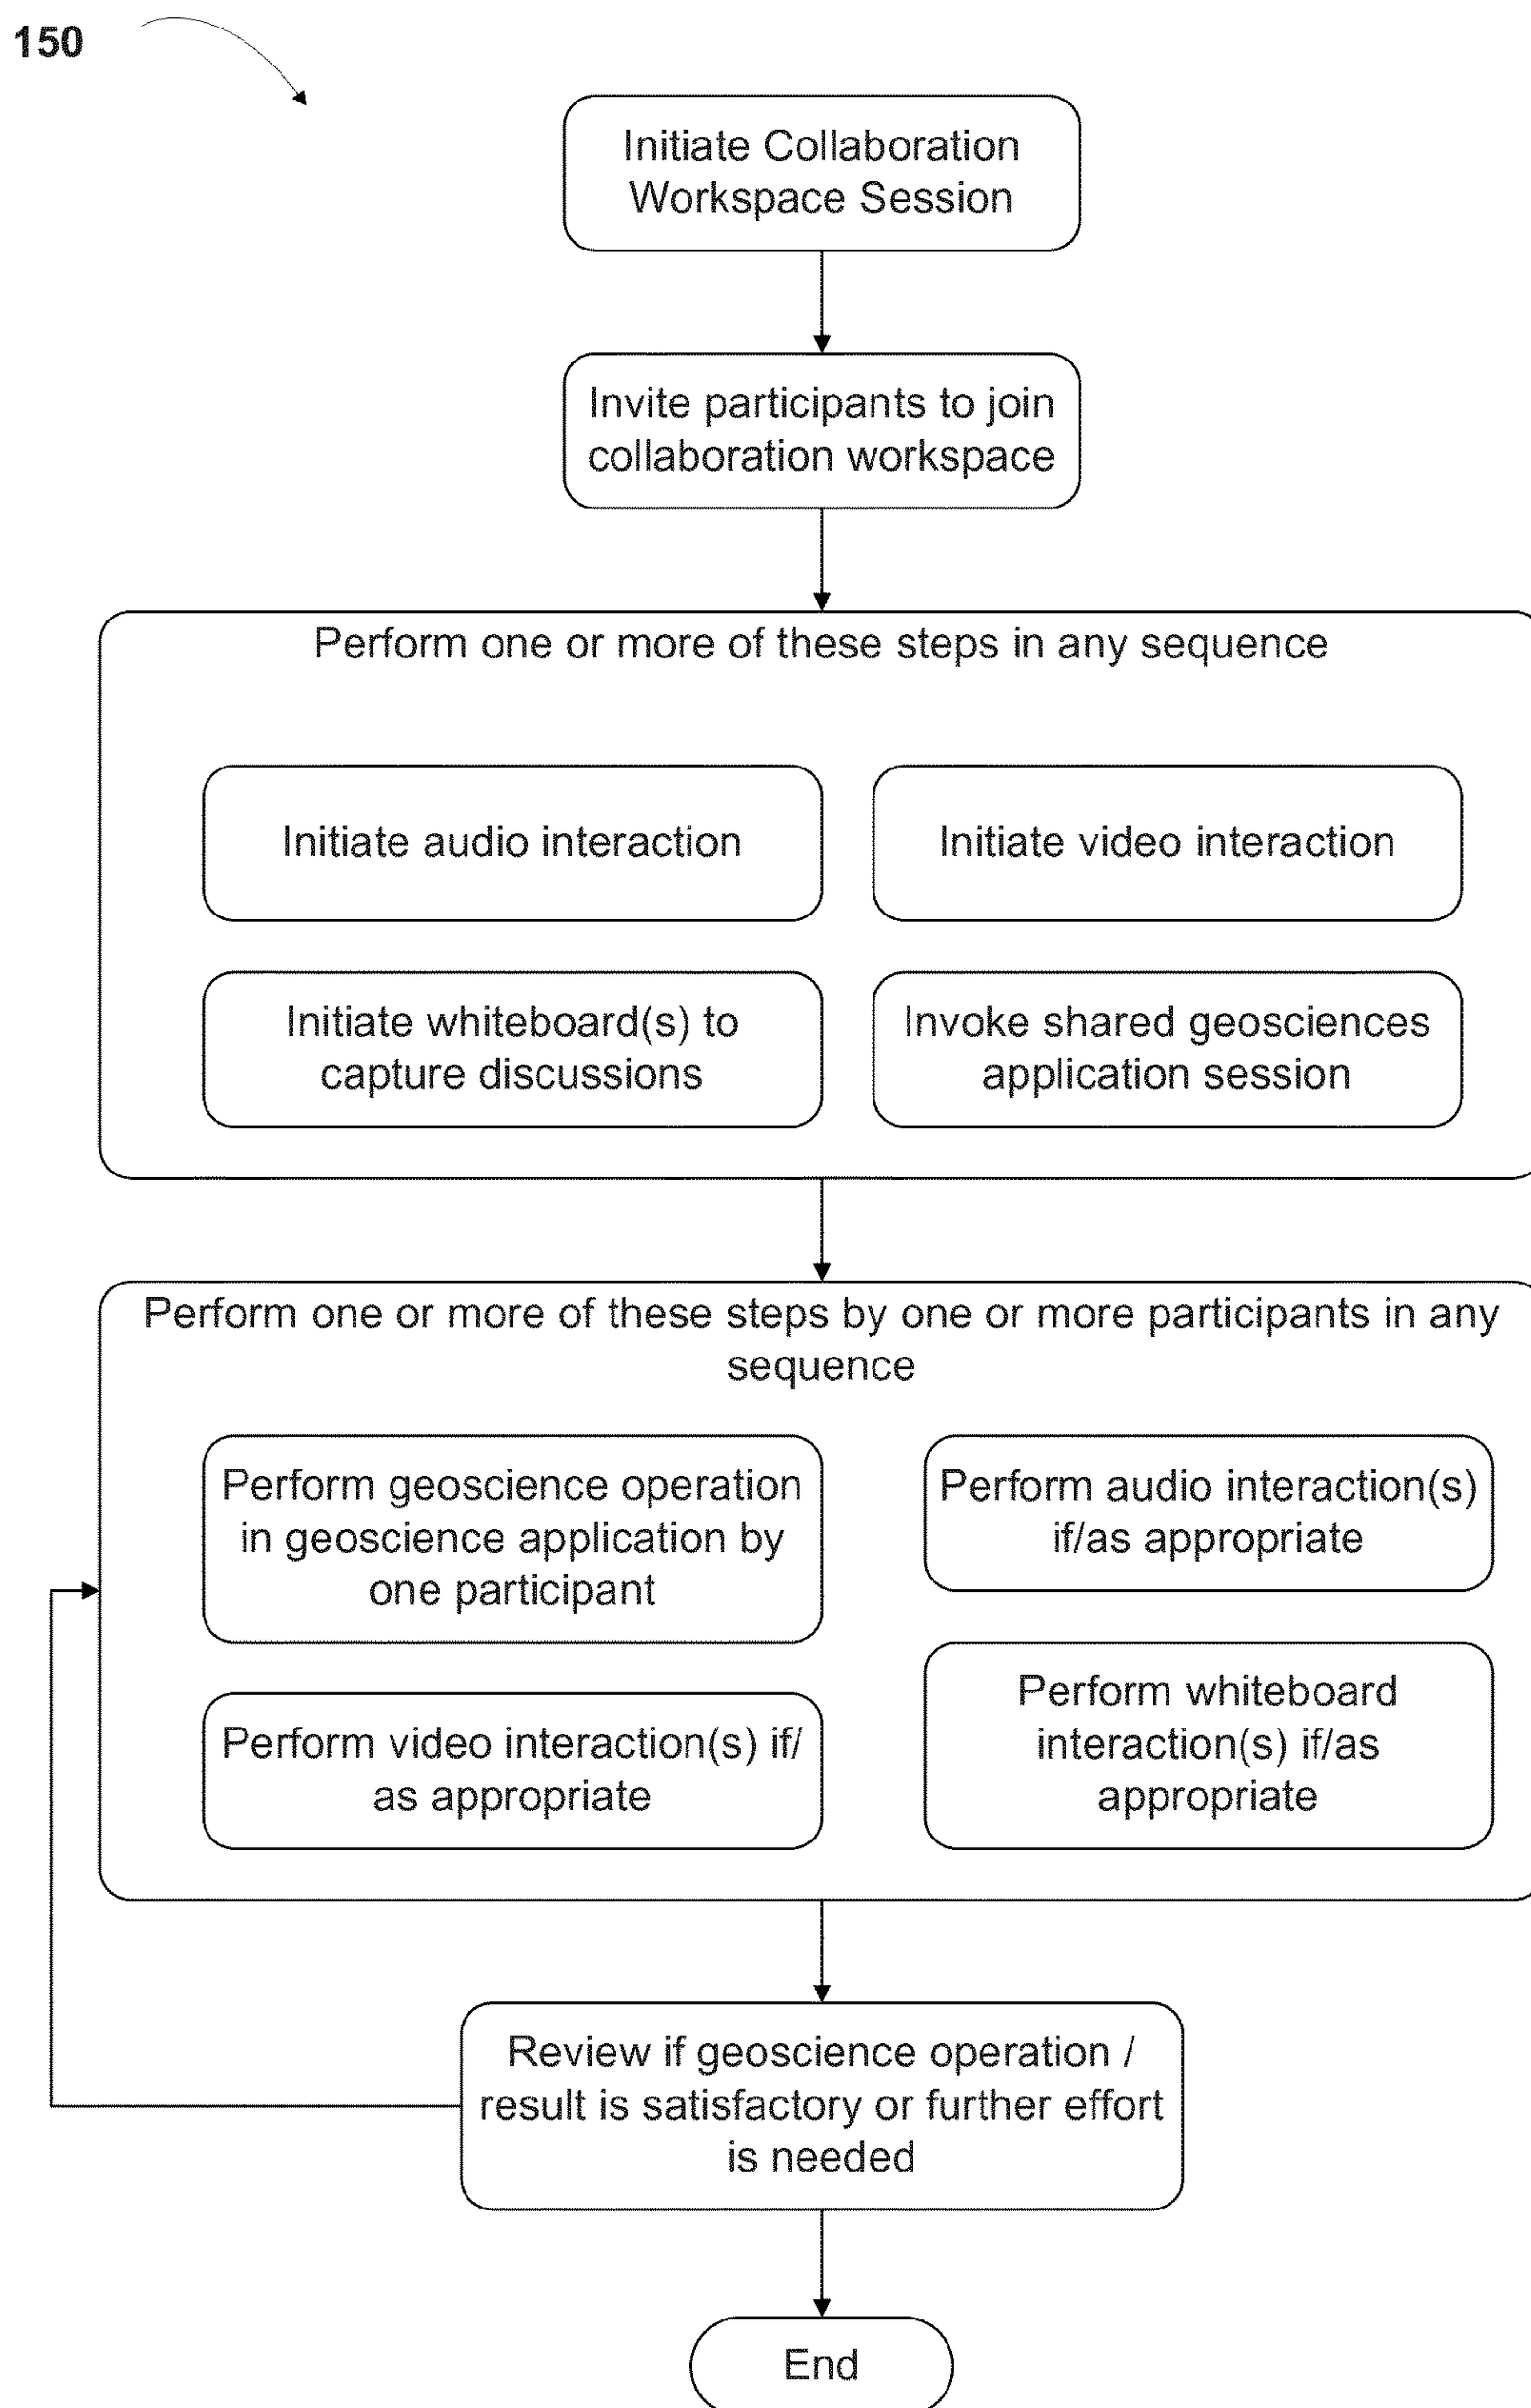 150
Initiate Collaboration
Workspace Session
Invite participants to join
collaboration workspace
Perform one or more of these steps in any sequence
Initiate audio interaction
Initiate video interaction
Initiate whiteboard(s) to
capture discussions
Invoke shared geosciences
application session
Perform one or more of these steps by one or more participants in any
sequence
Perform geoscience operation
in geoscience application by
one participant
Perform audio interaction(s)
if/as appropriate
Perform video interaction(s) if/
as appropriate
Perform whiteboard
interaction(s) if/as
appropriate
Review if geoscience operation /
result is satisfactory or further effort
is needed
End